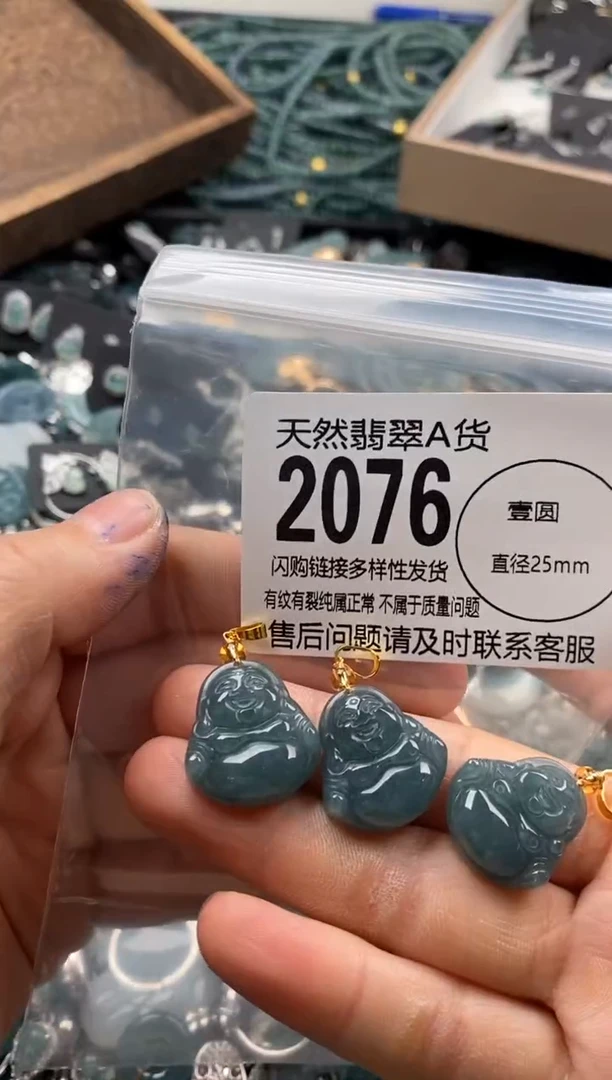 天然翡翠A货
2076
壹圆
直径25mm
闪购链接多样性发货
有纹有裂纯属正常 不属于质量问题
售后问题请及时联系客服